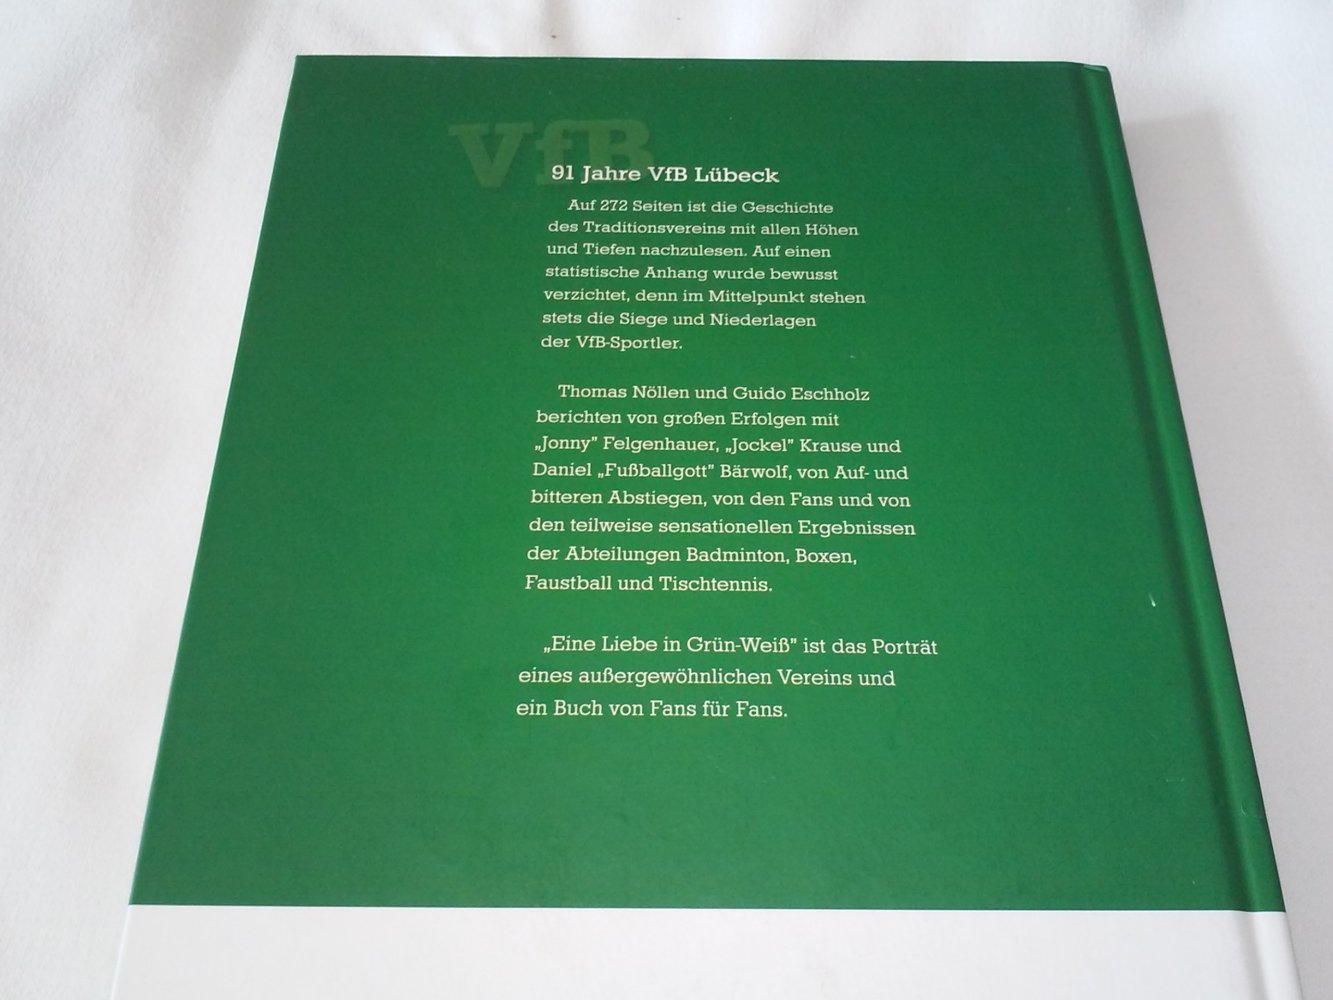 VfB
91 Jahre VfB Lübeck
Auf 272 Seiten ist die Geschichte
des Traditionsvereins mit allen Höhen
und Tiefen nachzulesen. Auf einen
statistische Anhang wurde bewusst
verzichtet, denn im Mittelpunkt stehen
stets die Siege und Niederlagen
der VfB-Sportler.
Thomas Nöllen und Guido Eschholz
berichten von großen Erfolgen mit
„Jonny” Felgenhauer, „Jockel” Krause und
Daniel „Fußballgott” Bärwolf, von Auf- und
bitteren Abstiegen, von den Fans und von
den teilweise sensationellen Ergebnissen
der Abteilungen Badminton, Boxen,
Faustball und Tischtennis.
„Eine Liebe in Grün-Weiß” ist das Porträt
eines außergewöhnlichen Vereins und
ein Buch von Fans für Fans.